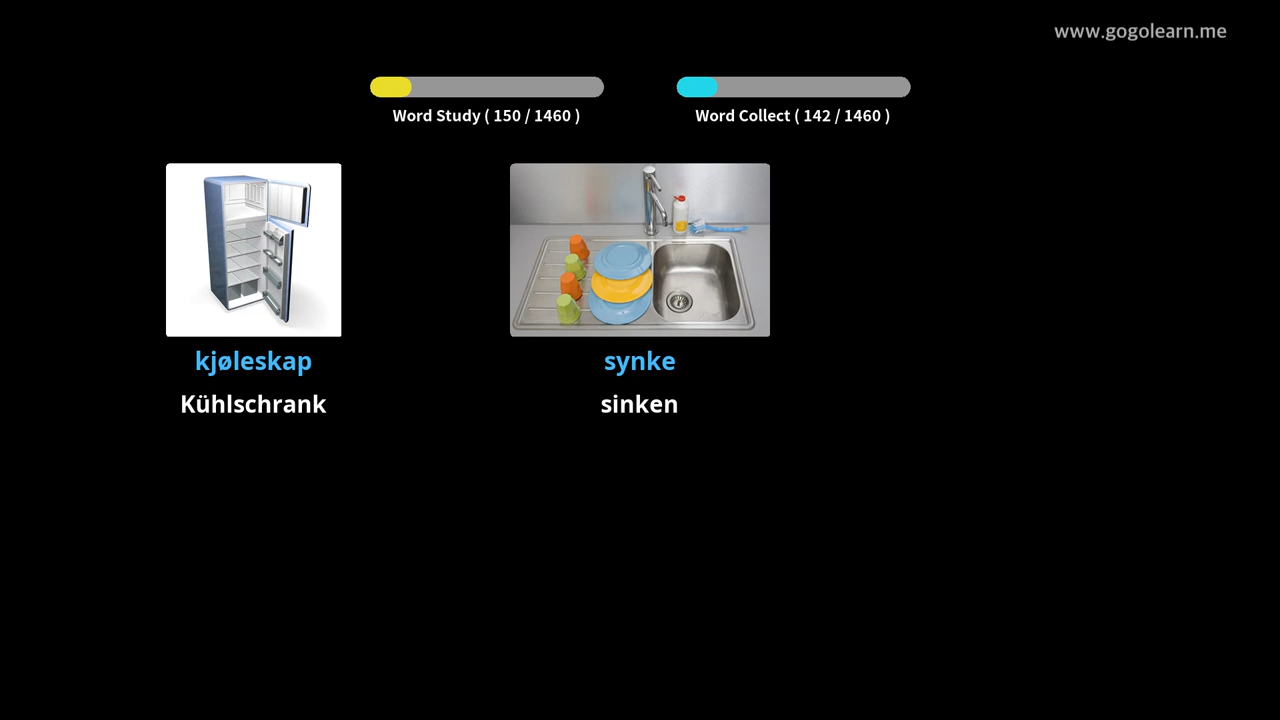 www.gogolearn.me
Word Study ( 150 / 1460 )
Word Collect ( 142 / 1460 )
kjøleskap
synke
Kühlschrank
sinken